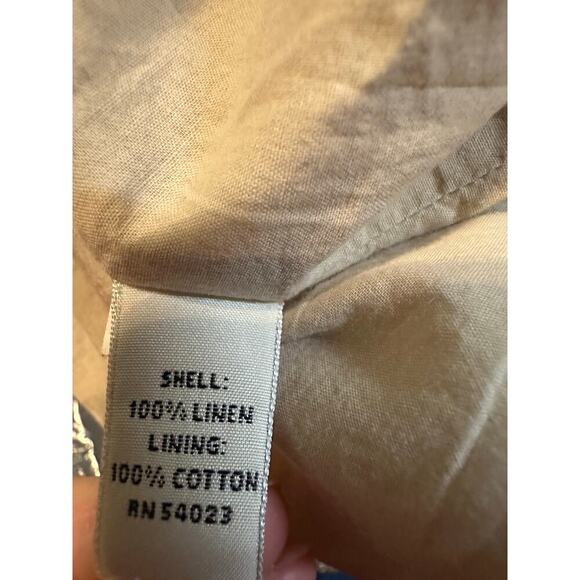 SHELL:
100% LINEN
LINING:
100% COTTON
RN 54023